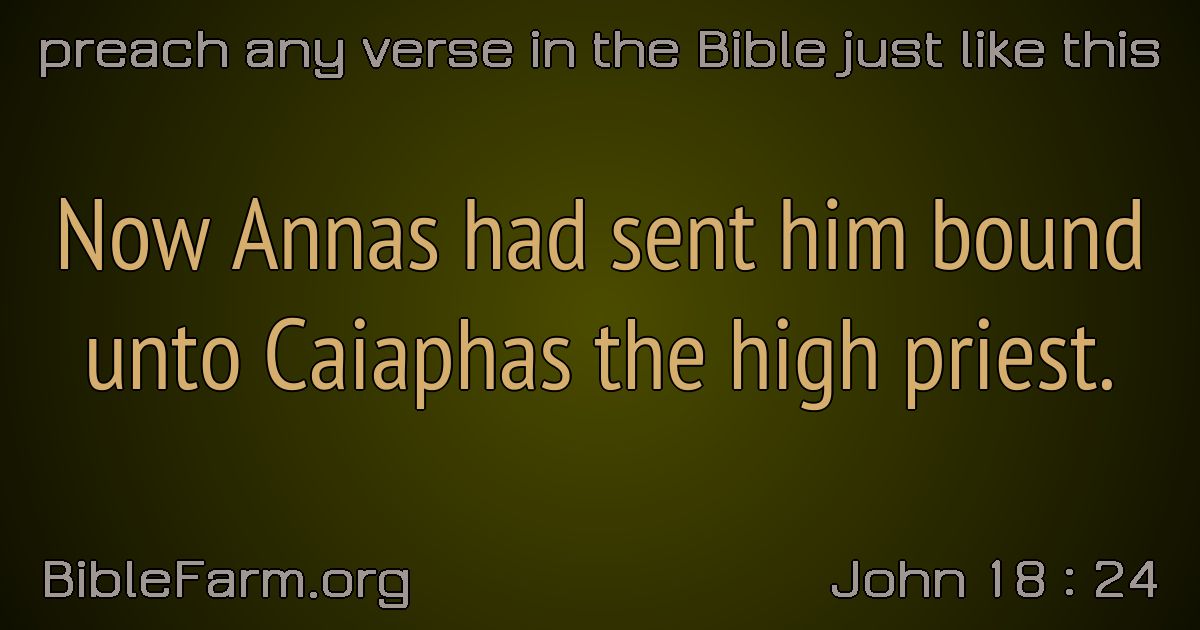 preach any verse in the Bible just like this
Now Annas had sent him bound
unto Caiaphas the high priest.
BibleFarm.org
John 18 : 24